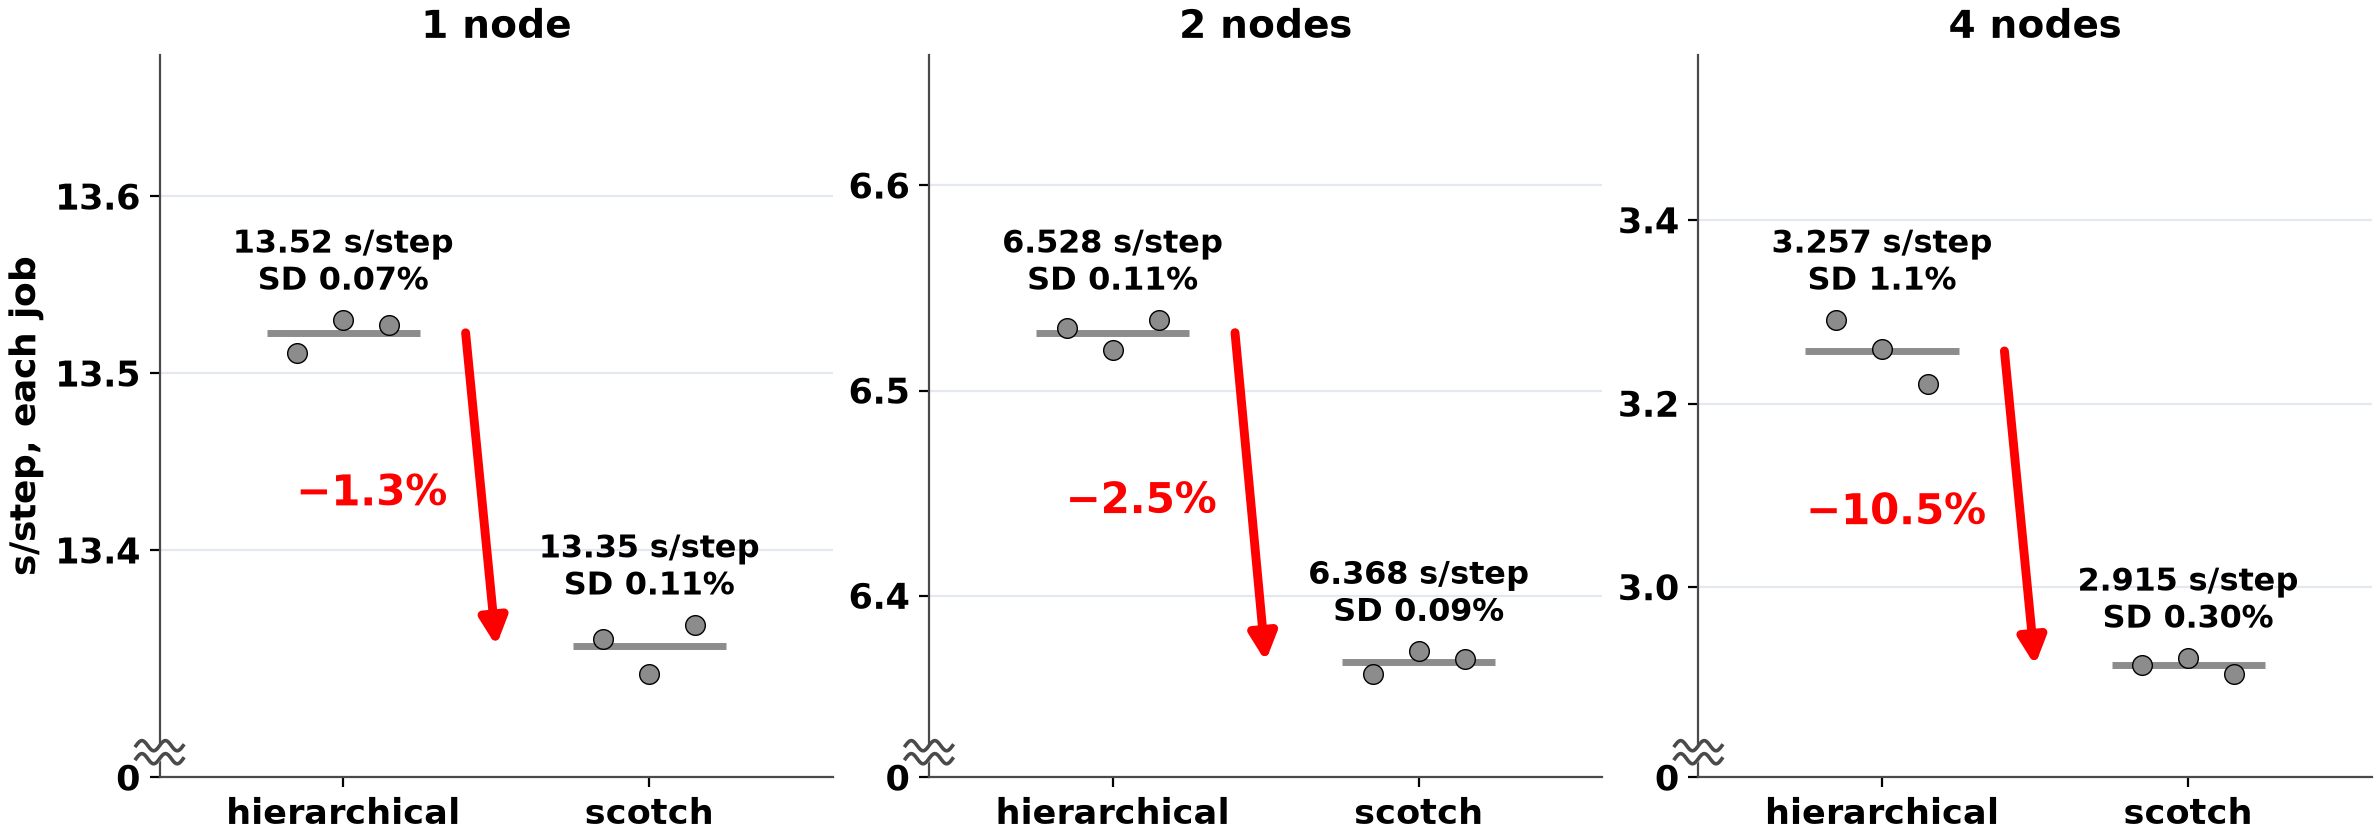 1 node
2 nodes
4 nodes
s/step, each job
13.6
13.5
13.4
0
13.52 s/step
SD 0.07%
−1.3%
13.35 s/step
SD 0.11%
hierarchical
scotch
6.6
6.5
6.4
0
6.528 s/step
SD 0.11%
−2.5%
6.368 s/step
SD 0.09%
hierarchical
scotch
3.4
3.2
3.0
0
3.257 s/step
SD 1.1%
−10.5%
2.915 s/step
SD 0.30%
hierarchical
scotch